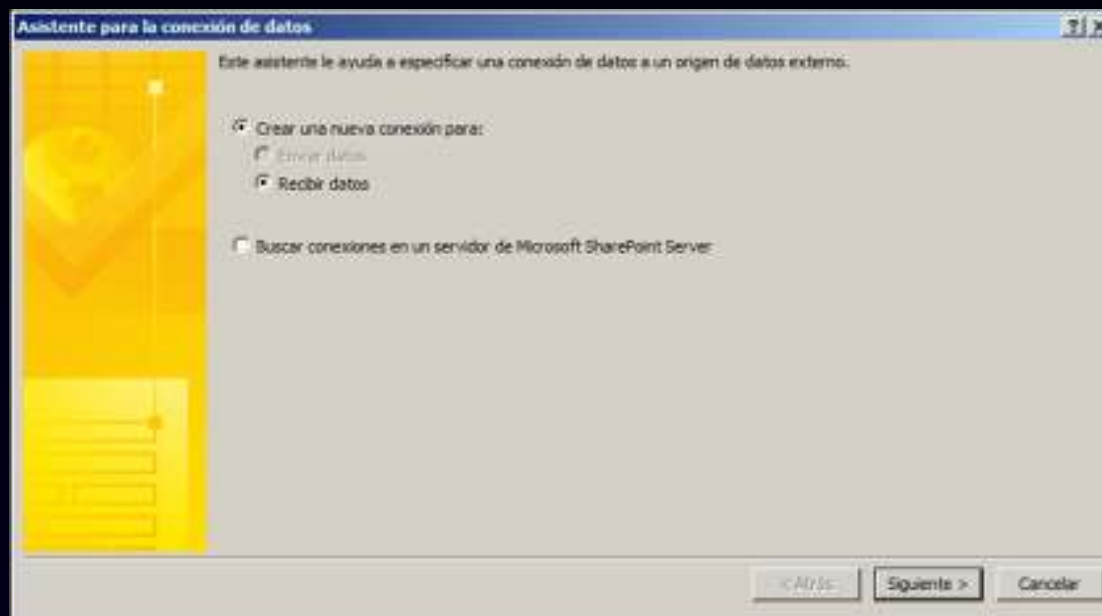 Asistente para la conexión de datos
Este asistente le ayuda a especificar una conexión de datos a un origen de datos externo.
Crear una nueva conexión para:
Enviar datos
Recibir datos
Buscar conexiones en un servidor de Microsoft SharePoint Server
< Atrás
Siguiente >
Cancelar